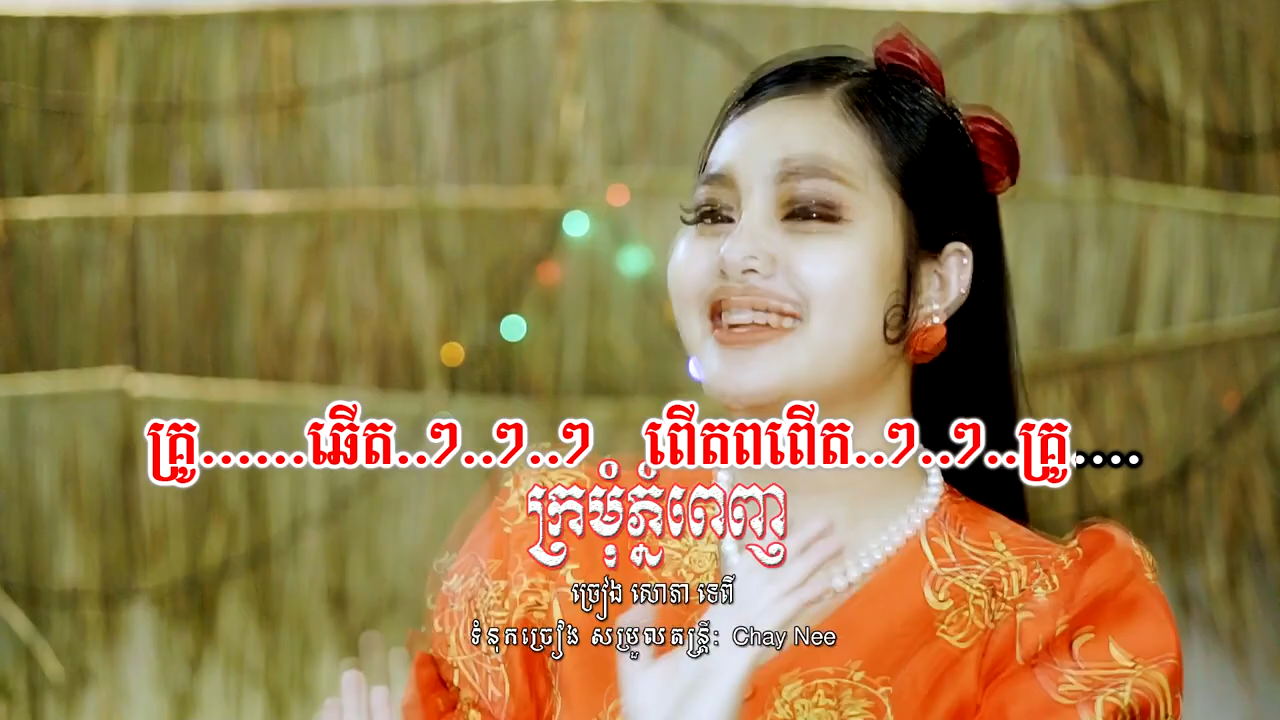 គ្រូ......ឆើត..ៗ..ៗ..ៗ ពើតពពើត..ៗ..ៗ..គ្រូ....
ក្រមុំភ្នំពេញ
ច្រៀង សោភា ទេពី
ទំនុកច្រៀង សម្រួលតន្ត្រីៈ Chay Nee